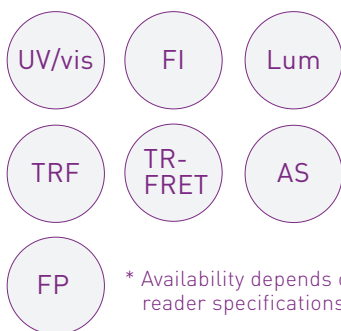 UV/vis FI Lum
TRF TR-
FRET AS
FP * Availability depends
reader specifications